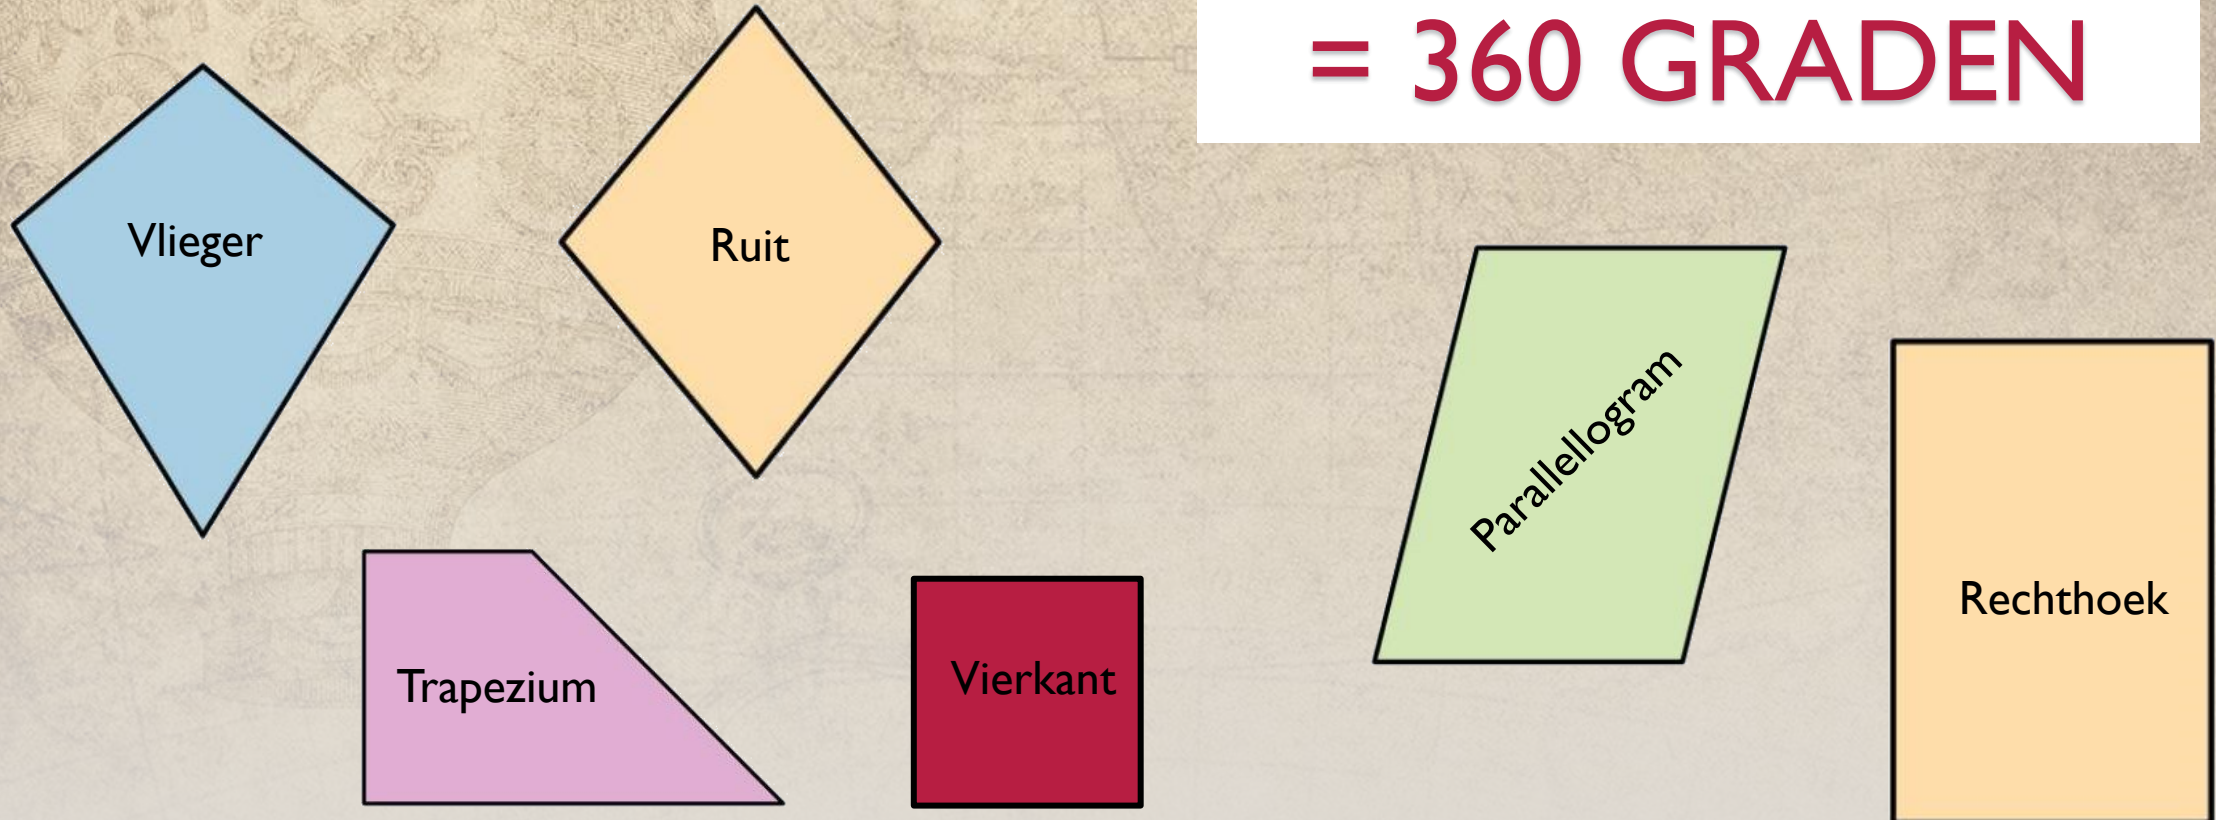 = 360 GRADEN
Vlieger
Ruit
Parallellogram
Rechthoek
Trapezium
Vierkant